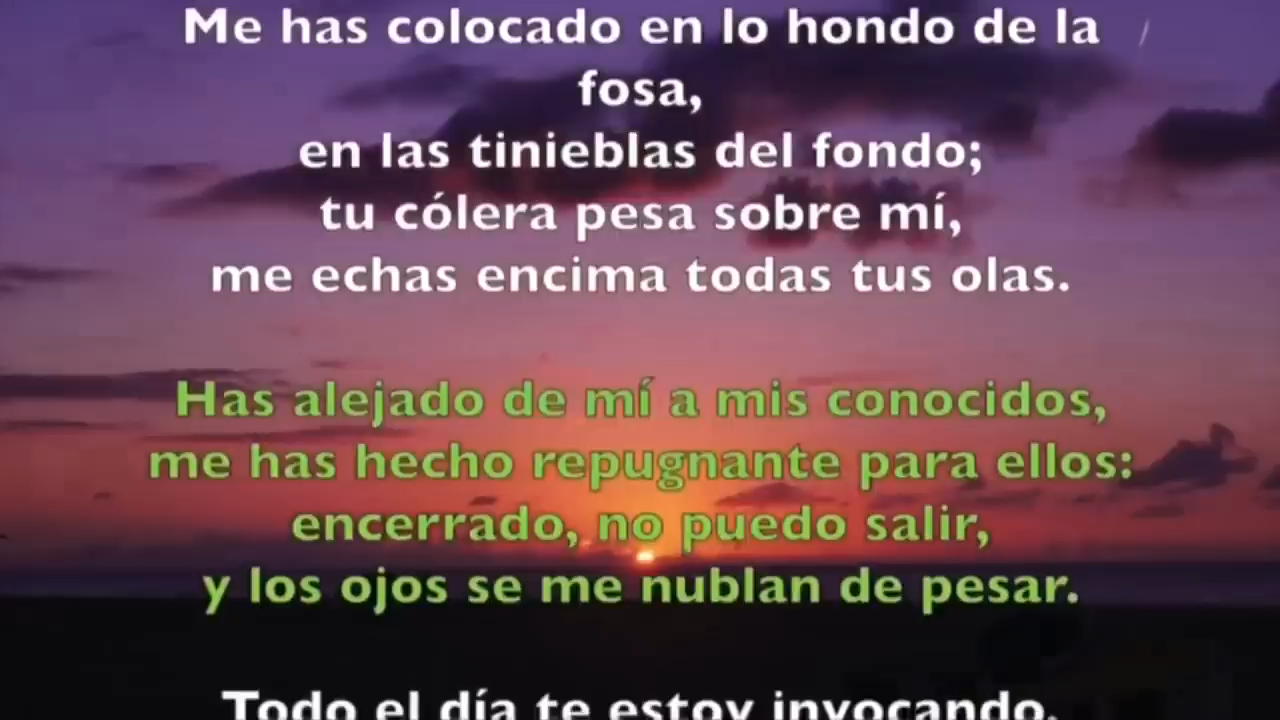 Me has colocado en lo hondo de la
fosa,
en las tinieblas del fondo;
tu cólera pesa sobre mí,
me echas encima todas tus olas.
Has alejado de mí a mis conocidos,
me has hecho repugnante para ellos:
encerrado, no puedo salir,
y los ojos se me nublan de pesar.
Todo el día te estoy invocando,